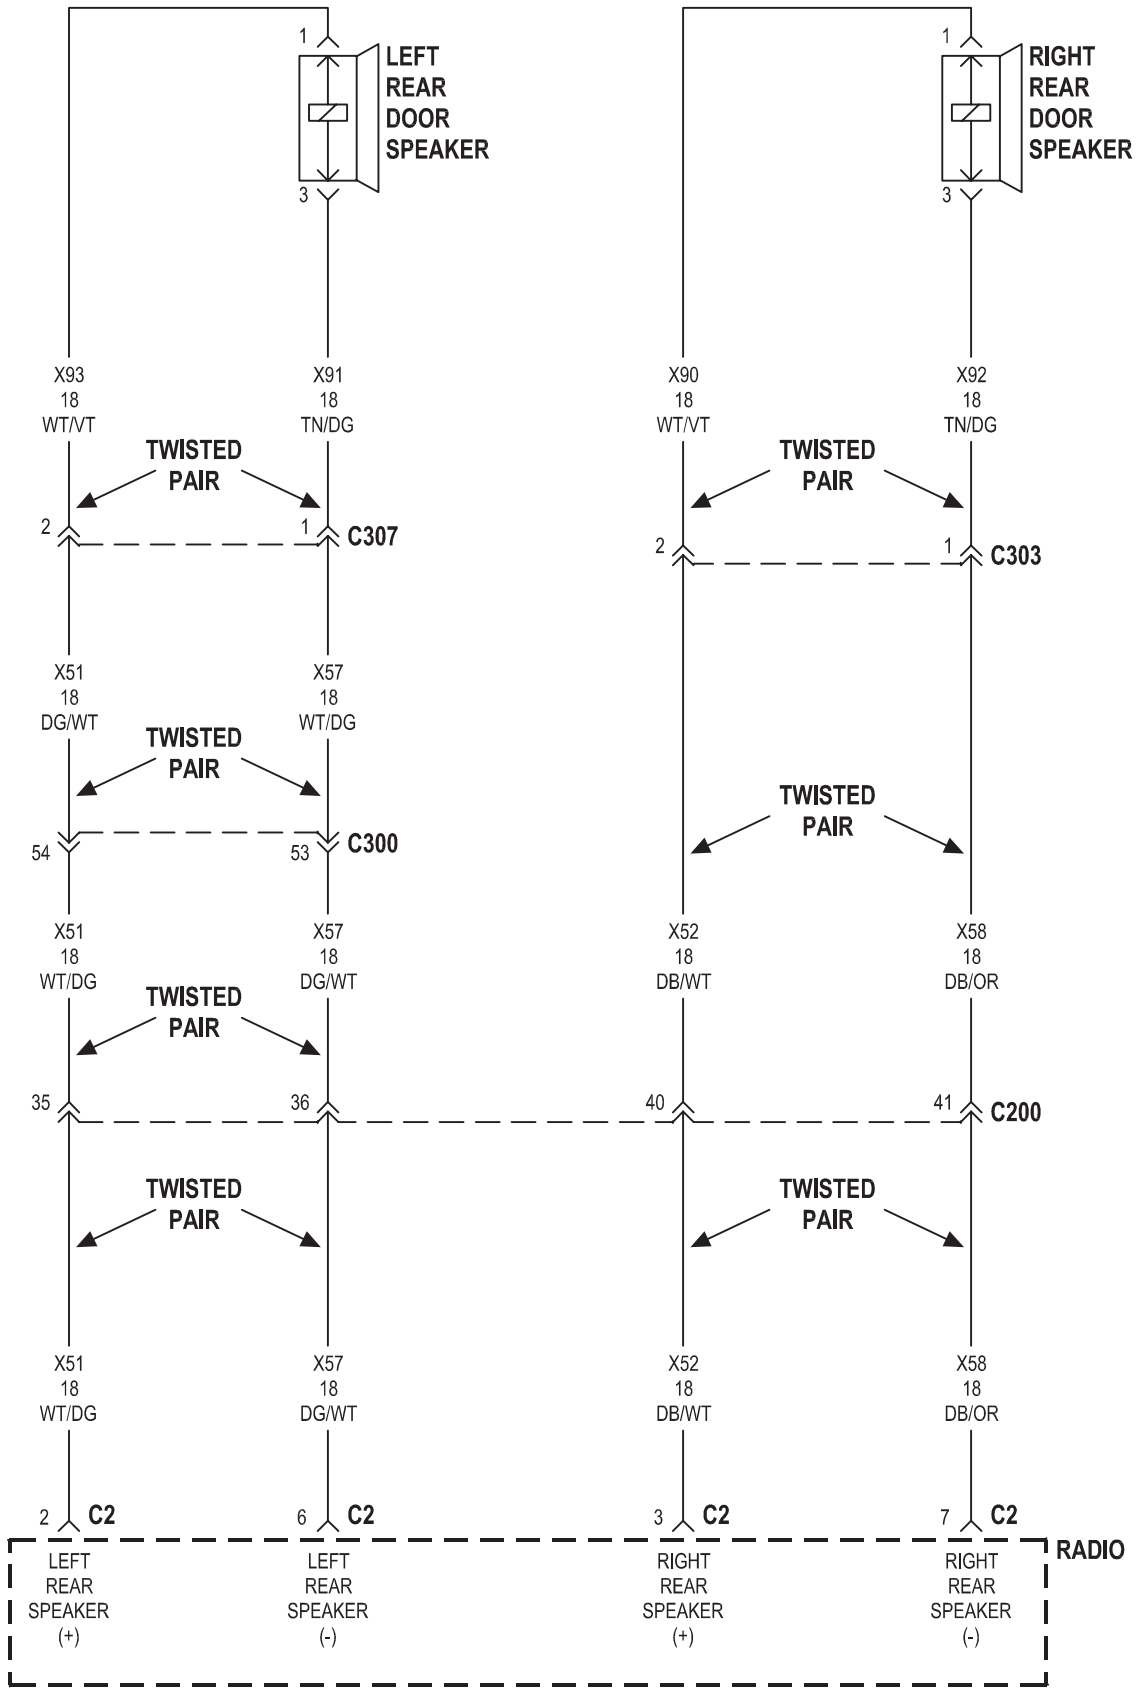 1
LEFT
REAR
DOOR
SPEAKER
3
1
RIGHT
REAR
DOOR
SPEAKER
3
X93
18
WT/VT
X91
18
TN/DG
X90
18
WT/VT
X92
18
TN/DG
TWISTED
PAIR
TWISTED
PAIR
2
1
C307
2
1
C303
X51
18
DG/WT
X57
18
WT/DG
TWISTED
PAIR
TWISTED
PAIR
54
53
C300
X51
18
WT/DG
X57
18
DG/WT
X52
18
DB/WT
X58
18
DB/OR
TWISTED
PAIR
35
36
40
41
C200
TWISTED
PAIR
TWISTED
PAIR
X51
18
WT/DG
X57
18
DG/WT
X52
18
DB/WT
X58
18
DB/OR
2
C2
6
C2
3
C2
7
C2
RADIO
LEFT
REAR
SPEAKER
(+)
LEFT
REAR
SPEAKER
(-)
RIGHT
REAR
SPEAKER
(+)
RIGHT
REAR
SPEAKER
(-)